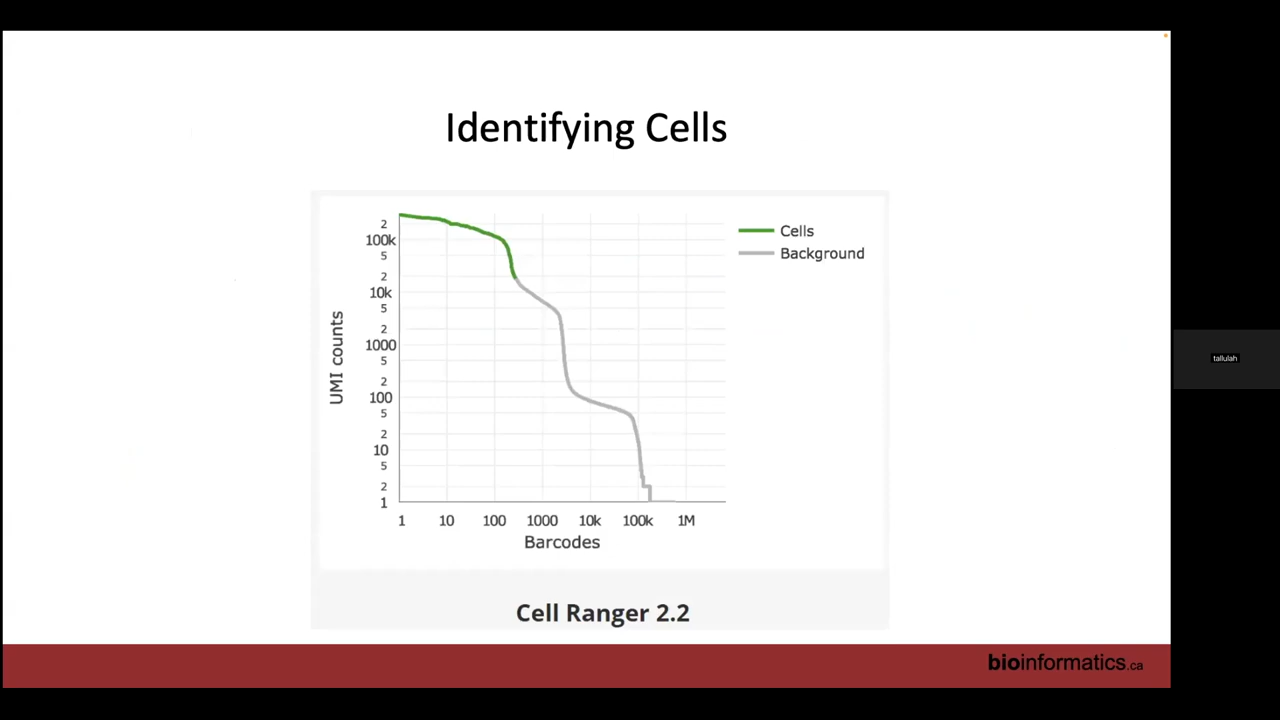 Identifying Cells
2
100k
5
2
10k
5
2
1000
5
2
100
5
2
10
5
2
1
UMI counts
1 10 100 1000 10k 100k 1M
Barcodes
Cells
Background
Cell Ranger 2.2
bioinformatics.ca
tallulah